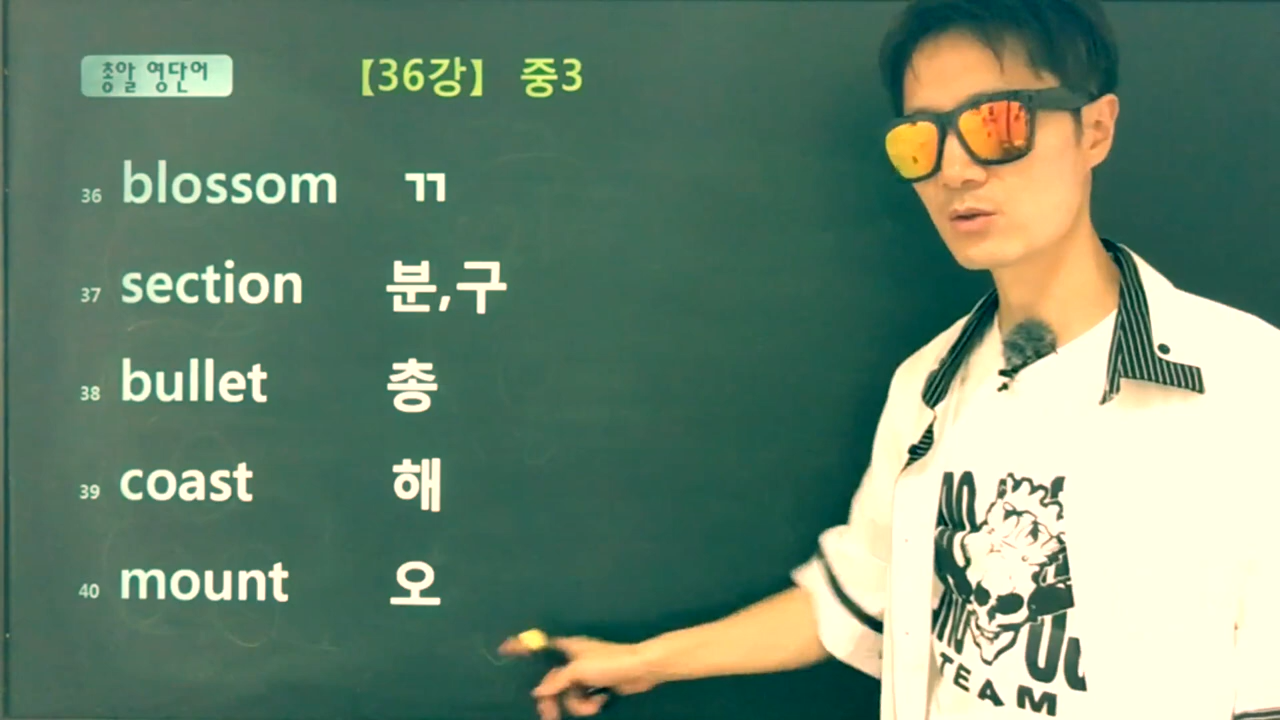 총알 영단어
【36강】 중3
36 blossom ㄲ
37 section 분,구
38 bullet 총
39 coast 해
40 mount 오
TEAM